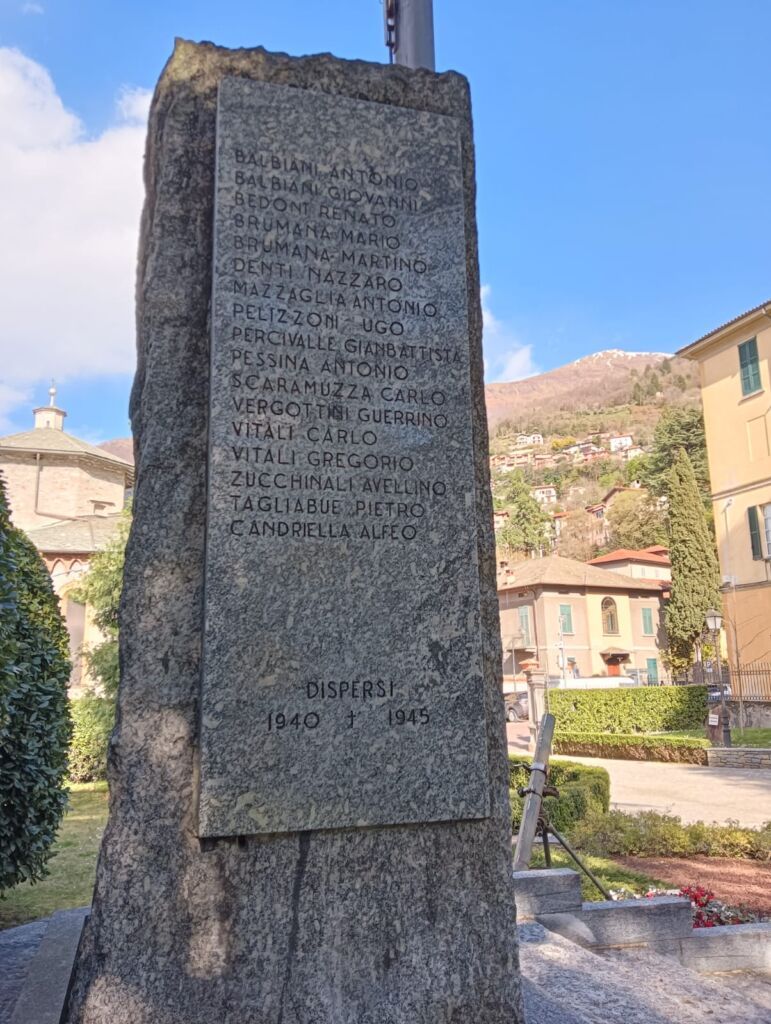 BALBIANI ANTONIO
BALBIANI GIOVANNI
BEDONI RENATO
BRUMANA MARIO
BRUMANA MARTINO
DENTI NAZZARO
MAZZAGLIA ANTONIO
PELIZZONI UGO
PERCIVALLE GIANBATTISTA
PESSINA ANTONIO
SCARAMUZZA CARLO
VERGOTTINI GUERRINO
VITALI CARLO
VITALI GREGORIO
ZUCCHINALI AVELLINO
TAGLIABUE PIETRO
CANDRIELLA ALFEO
DISPERSI
1940 † 1945